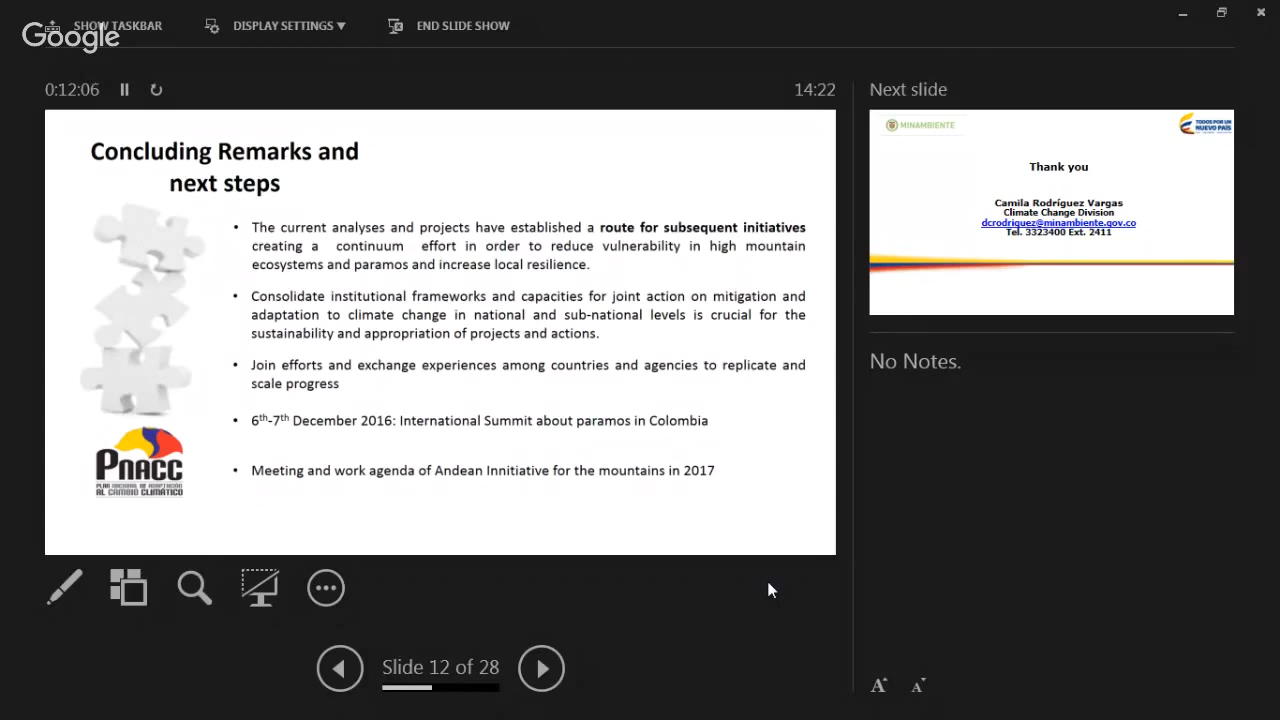 Google
SHOW TASKBAR
DISPLAY SETTINGS ▼
END SLIDE SHOW
0:12:06
14:22
Concluding Remarks and
next steps
• The current analyses and projects have established a route for subsequent initiatives
creating a continuum effort in order to reduce vulnerability in high mountain
ecosystems and paramos and increase local resilience.
• Consolidate institutional frameworks and capacities for joint action on mitigation and
adaptation to climate change in national and sub-national levels is crucial for the
sustainability and appropriation of projects and actions.
• Join efforts and exchange experiences among countries and agencies to replicate and
scale progress
• 6th-7th December 2016: International Summit about paramos in Colombia
• Meeting and work agenda of Andean Innitiative for the mountains in 2017
PNACC
PLAN NACIONAL DE ADAPTACIÓN
AL CAMBIO CLIMÁTICO
Slide 12 of 28
Next slide
MINAMBIENTE
TODOS POR UN
NUEVO PAÍS
Thank you
Camila Rodríguez Vargas
Climate Change Division
dcrodriguez@minambiente.gov.co
Tel. 3323400 Ext. 2411
No Notes.
A A